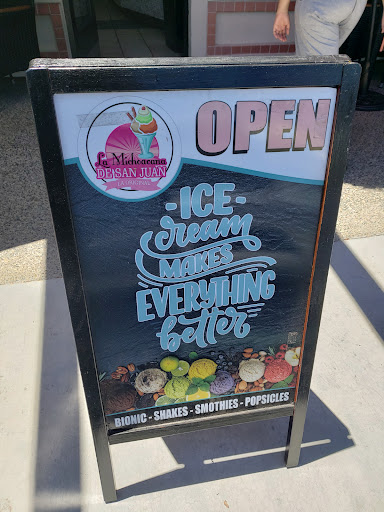 La Michoacana
DE SAN JUAN
OPEN
-ICE-
cream
MAKES
EVERYTHING
better
BIONIC - SHAKES - SMOTHIES - POPSICLES